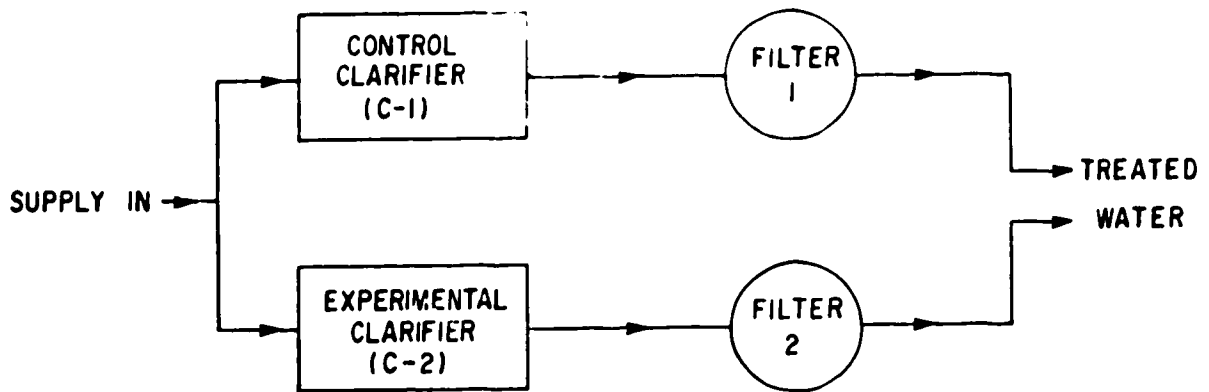 CONTROL
CLARIFIER
(C-1)
FILTER
1
TREATED
SUPPLY IN
WATER
EXPERIMENTAL
CLARIFIER
(C-2)
FILTER
2